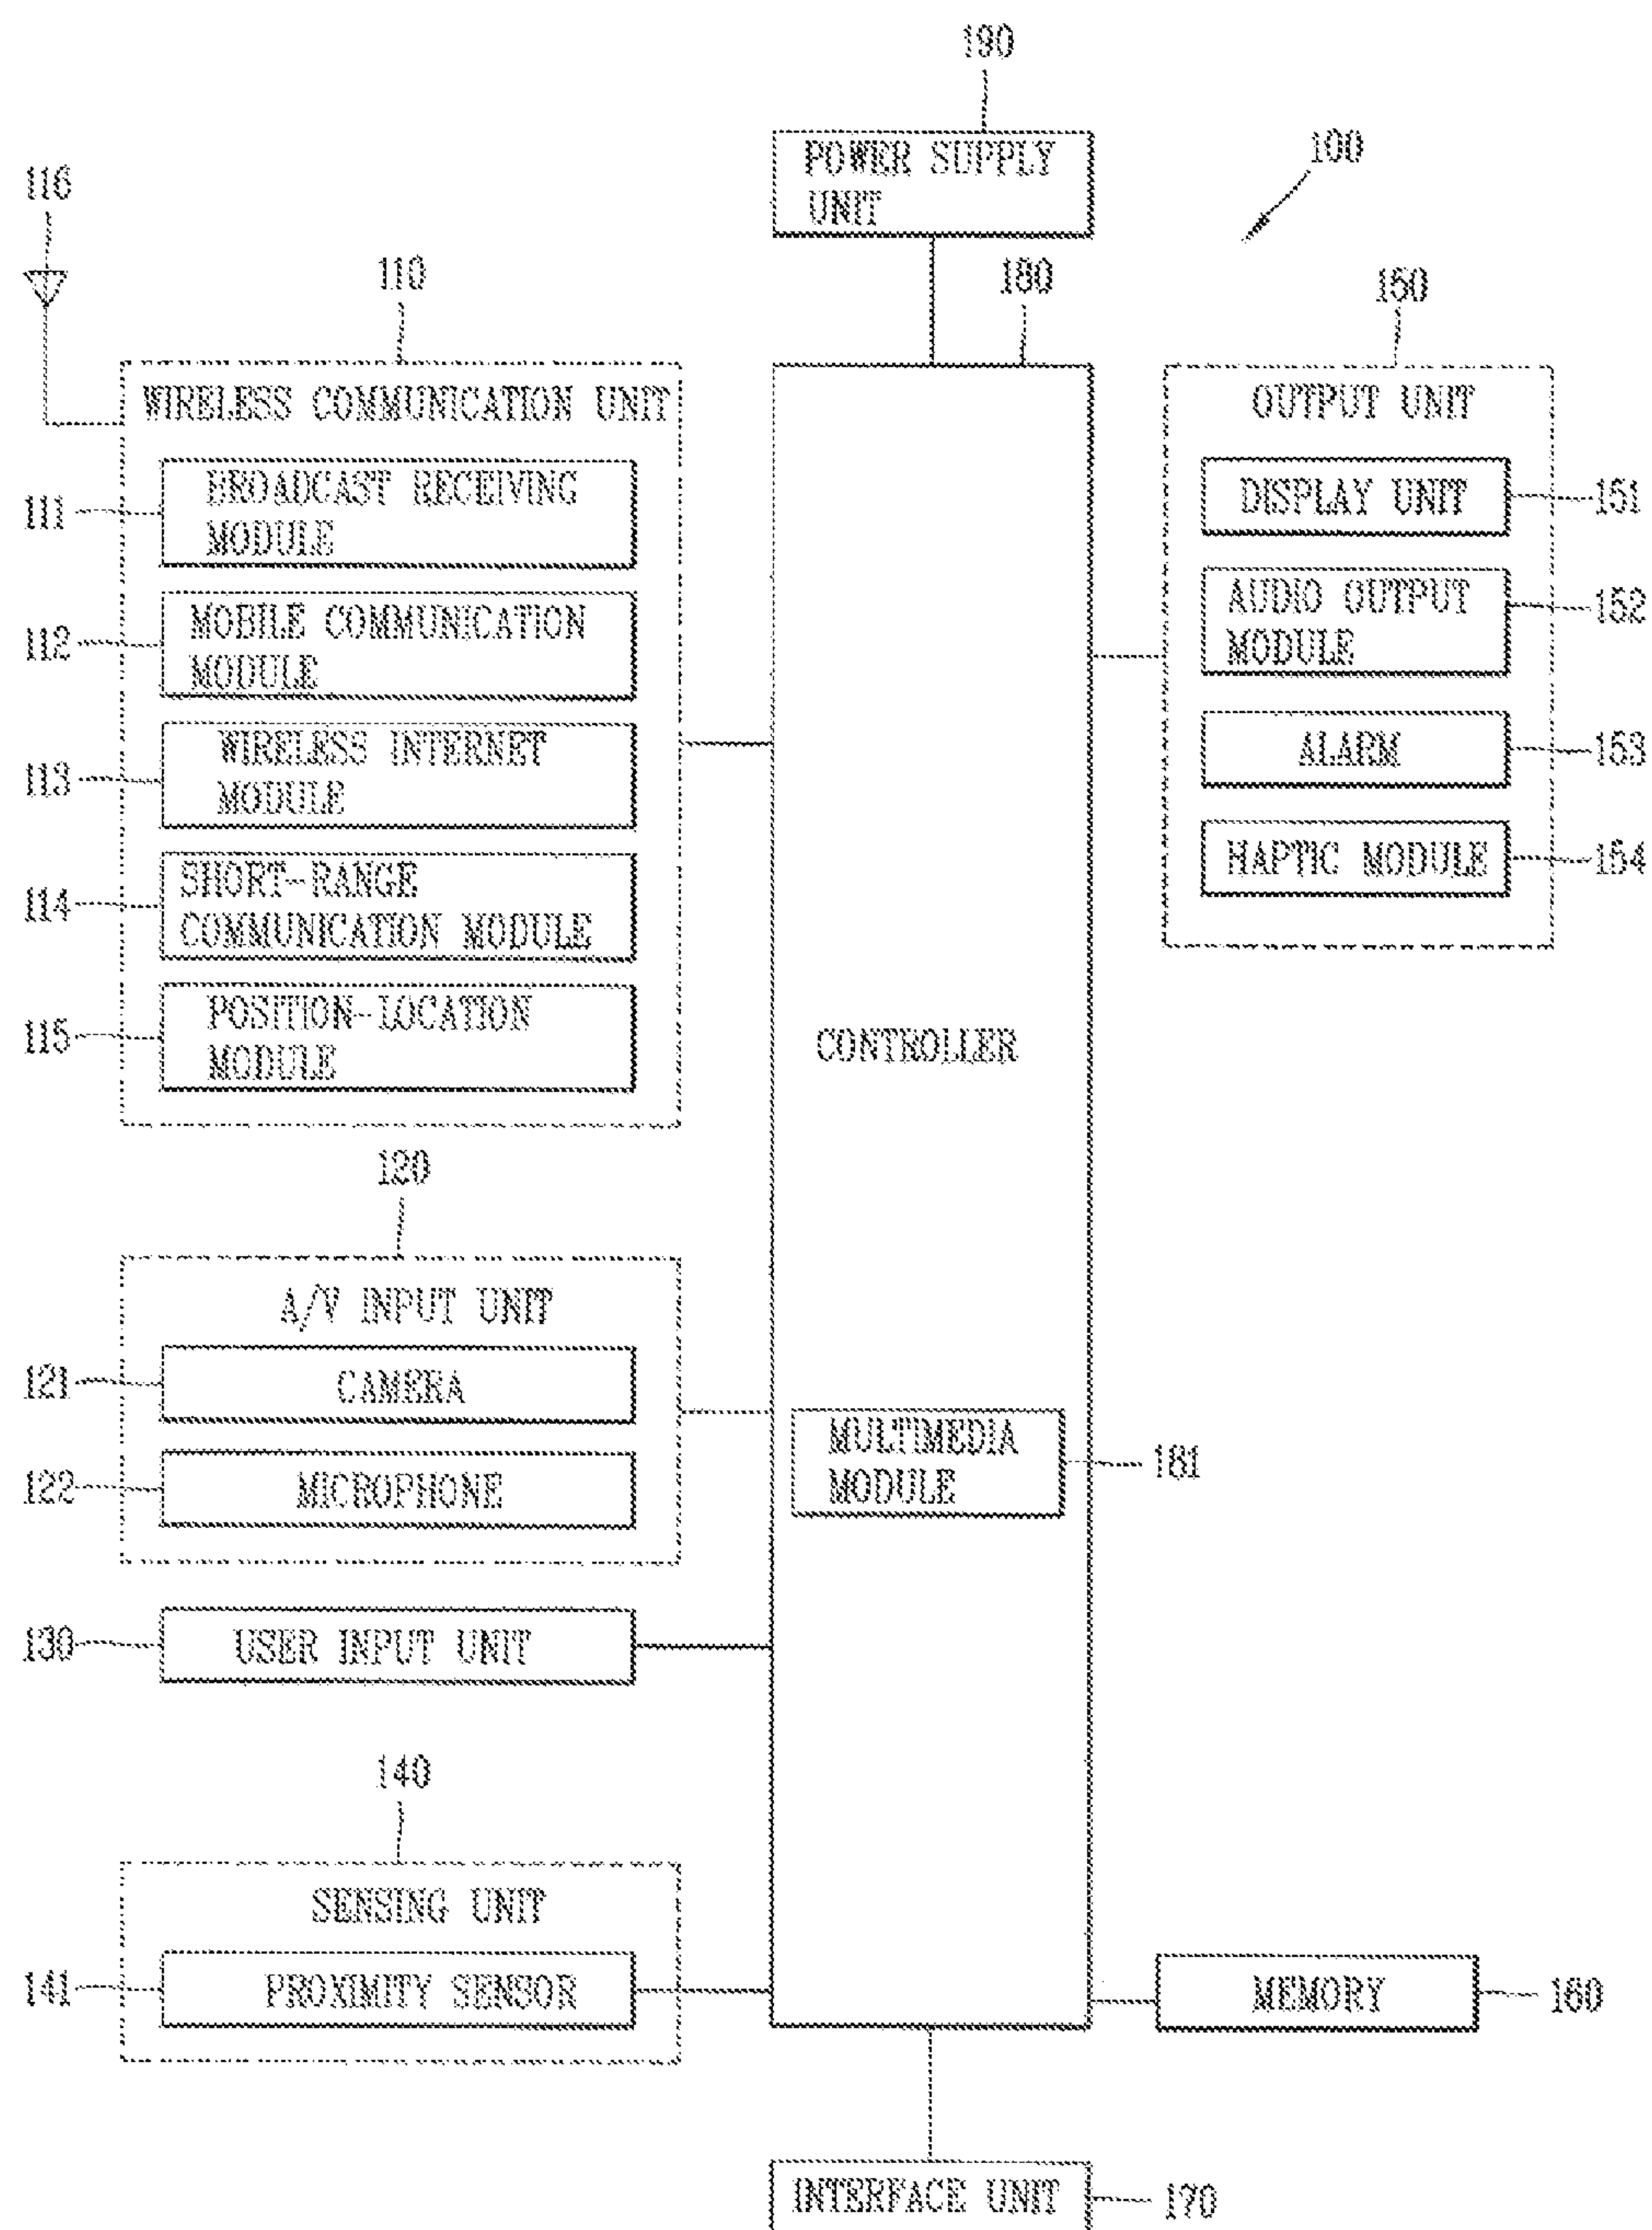 190
POWER SUPPLY
UNIT
100
116
110
180
150
WIRELESS COMMUNICATION UNIT
OUTPUT UNIT
111
BROADCAST RECEIVING
MODULE
DISPLAY UNIT
151
112
MOBILE COMMUNICATION
MODULE
AUDIO OUTPUT
MODULE
152
113
WIRELESS INTERNET
MODULE
ALARM
153
114
SHORT-RANGE
COMMUNICATION MODULE
HAPTIC MODULE
154
115
POSITION-LOCATION
MODULE
CONTROLLER
120
A/V INPUT UNIT
121
CAMERA
122
MICROPHONE
MULTIMEDIA
MODULE
181
130
USER INPUT UNIT
140
SENSING UNIT
141
PROXIMITY SENSOR
MEMORY
160
INTERFACE UNIT
170